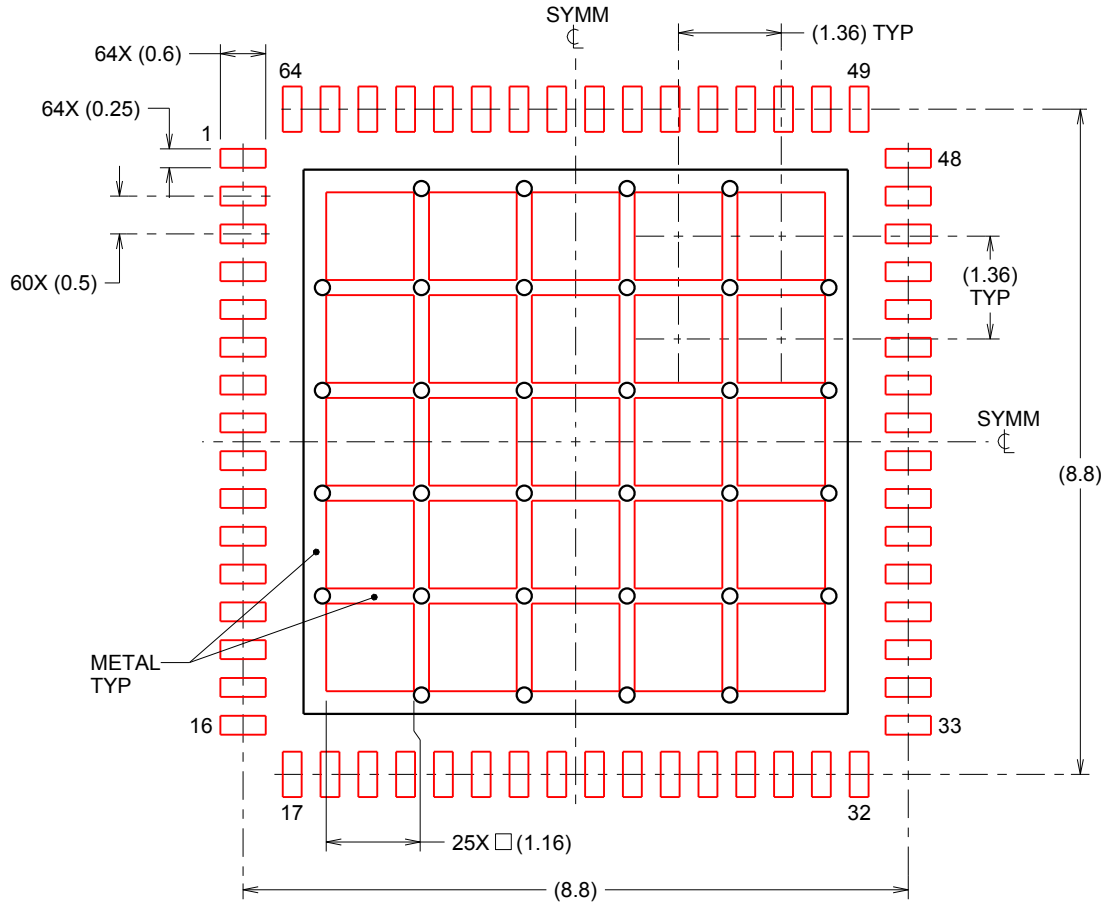 SYMM
℄
(1.36) TYP
64X (0.6)
64
49
64X (0.25)
1
48
60X (0.5)
(1.36)
TYP
SYMM
℄
(8.8)
METAL
TYP
16
33
17
32
25X □ (1.16)
(8.8)